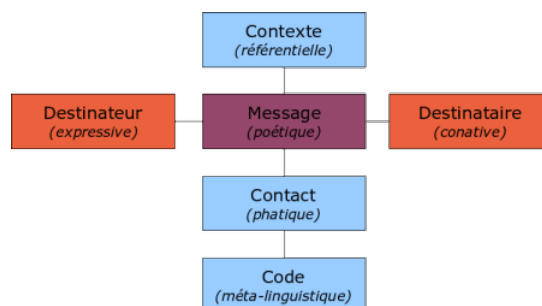 Contexte
(référentielle)
Destinateur
(expressive)
Message
(poétique)
Destinataire
(conative)
Contact
(phatique)
Code
(méta-linguistique)